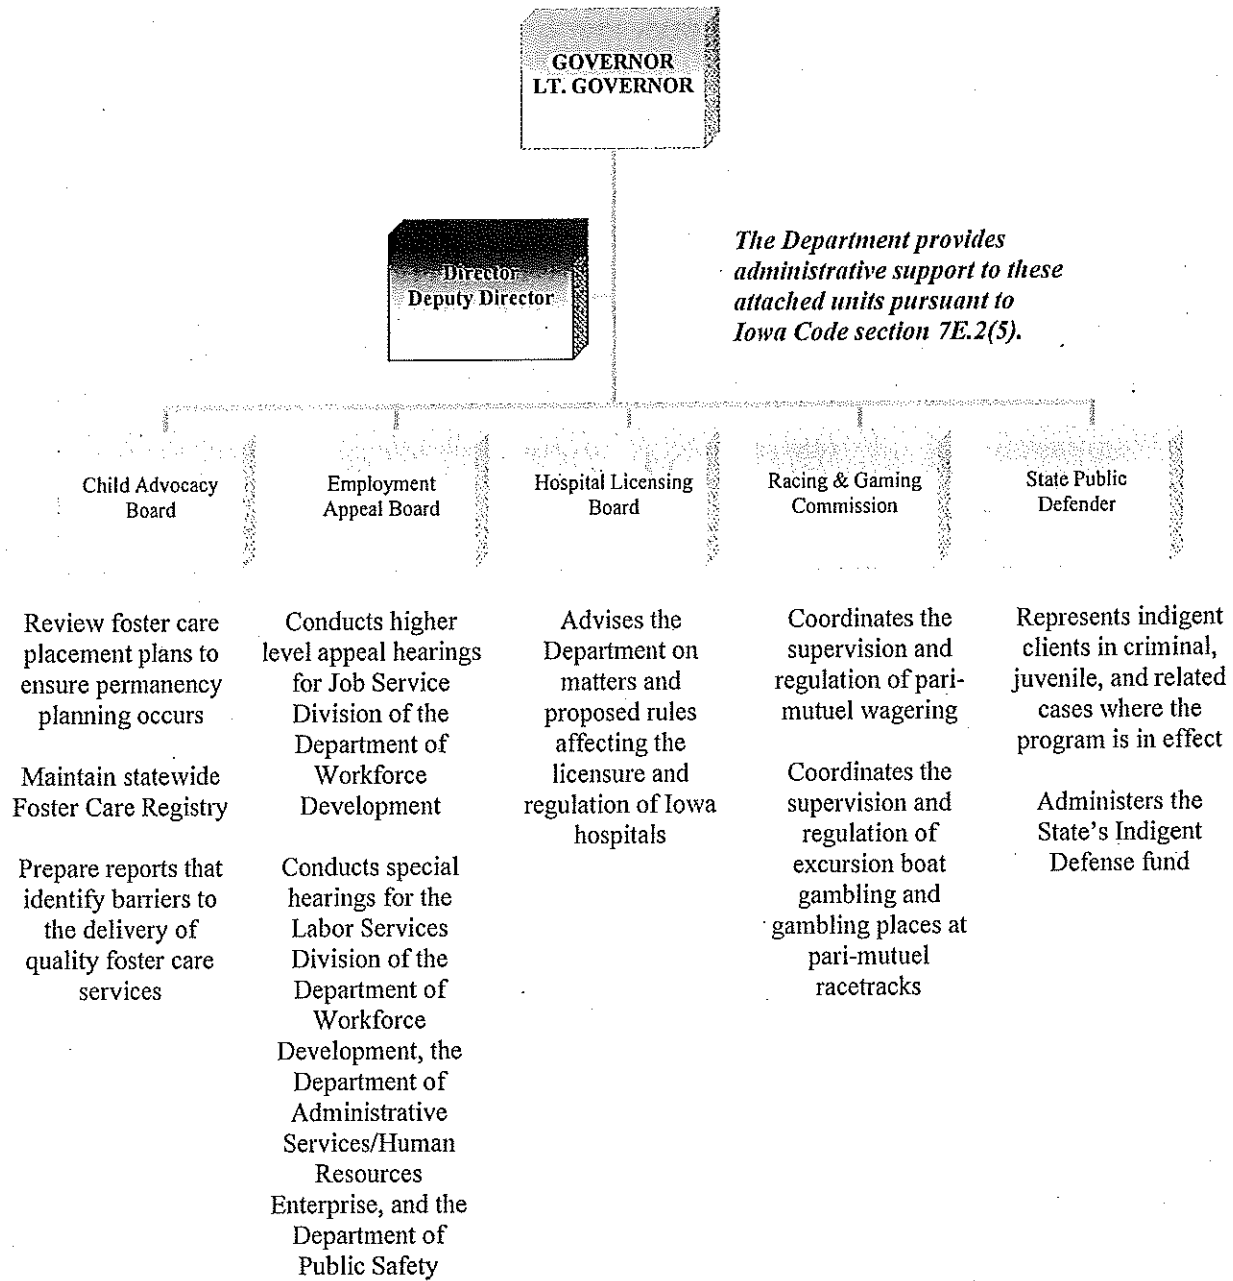 GOVERNOR
LT. GOVERNOR
Director
Deputy Director
The Department provides
administrative support to these
attached units pursuant to
Iowa Code section 7E.2(5).
Child Advocacy
Board
Employment
Appeal Board
Hospital Licensing
Board
Racing & Gaming
Commission
State Public
Defender
Review foster care
placement plans to
ensure permanency
planning occurs
Maintain statewide
Foster Care Registry
Prepare reports that
identify barriers to
the delivery of
quality foster care
services
Conducts higher
level appeal hearings
for Job Service
Division of the
Department of
Workforce
Development
Conducts special
hearings for the
Labor Services
Division of the
Department of
Workforce
Development, the
Department of
Administrative
Services/Human
Resources
Enterprise, and the
Department of
Public Safety
Advises the
Department on
matters and
proposed rules
affecting the
licensure and
regulation of Iowa
hospitals
Coordinates the
supervision and
regulation of pari-
mutuel wagering
Coordinates the
supervision and
regulation of
excursion boat
gambling and
gambling places at
pari-mutuel
racetracks
Represents indigent
clients in criminal,
juvenile, and related
cases where the
program is in effect
Administers the
State's Indigent
Defense fund